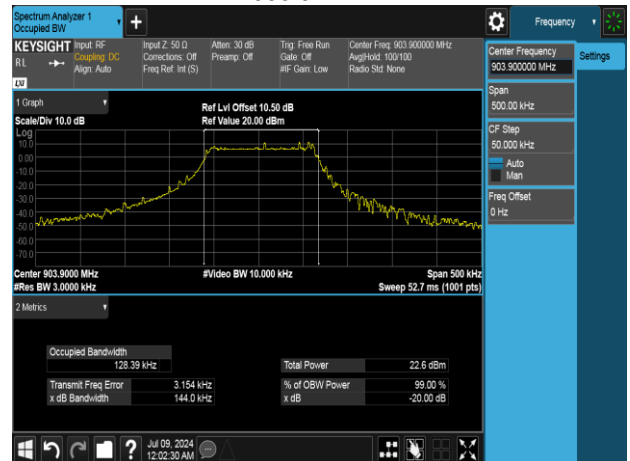 Spectrum Analyzer 1
Occupied BW
Frequency
KEYSIGHT
RL
LXI
Input: RF
Coupling: DC
Align: Auto
Input Z: 50 Ω
Corrections: Off
Freq Ref: Int (S)
Atten: 30 dB
Preamp: Off
Trig: Free Run
Gate: Off
#IF Gain: Low
Center Freq: 903.900000 MHz
Avg|Hold: 100/100
Radio Std: None
Center Frequency
903.900000 MHz
Settings
Span
500.00 kHz
CF Step
50.000 kHz
Auto
Man
Freq Offset
0 Hz
1 Graph
Scale/Div 10.0 dB
Ref Lvl Offset 10.50 dB
Ref Value 20.00 dBm
Log
10.0
0.00
-10.0
-20.0
-30.0
-40.0
-50.0
-60.0
-70.0
Center 903.9000 MHz
#Res BW 3.0000 kHz
#Video BW 10.000 kHz
Span 500 kHz
Sweep 52.7 ms (1001 pts)
2 Metrics
Occupied Bandwidth
128.39 kHz
Total Power 22.6 dBm
Transmit Freq Error 3.154 kHz
% of OBW Power 99.00 %
x dB Bandwidth 144.0 kHz
x dB -20.00 dB
?
Jul 09, 2024
12:02:30 AM